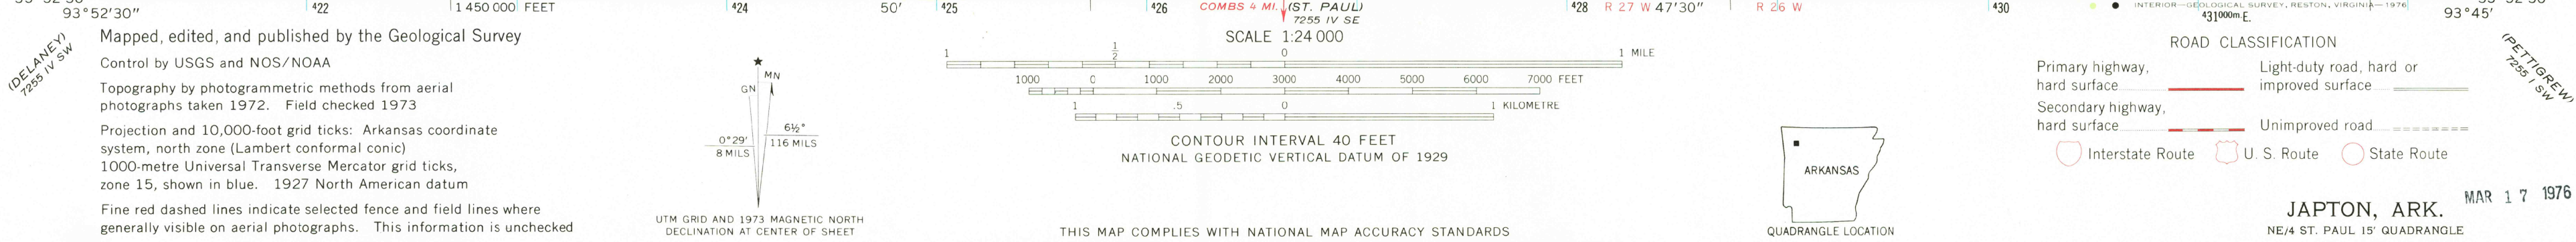 93°52'30"
422
1 450 000 FEET
424
50'
425
426
COMBS 4 MI.
(ST. PAUL)
7255 IV SE
428
R 27 W
47'30"
R 26 W
430
INTERIOR—GEOLOGICAL SURVEY, RESTON, VIRGINIA—1976
431000m.E.
93°45'
(DELANEY)
7255 IV SW
Mapped, edited, and published by the Geological Survey
Control by USGS and NOS/NOAA
Topography by photogrammetric methods from aerial
photographs taken 1972. Field checked 1973
Projection and 10,000-foot grid ticks: Arkansas coordinate
system, north zone (Lambert conformal conic)
1000-metre Universal Transverse Mercator grid ticks,
zone 15, shown in blue. 1927 North American datum
Fine red dashed lines indicate selected fence and field lines where
generally visible on aerial photographs. This information is unchecked
MN
GN
0°29'
8 MILS
6½°
116 MILS
UTM GRID AND 1973 MAGNETIC NORTH
DECLINATION AT CENTER OF SHEET
SCALE 1:24 000
1 ½ 0 1 MILE
1000 0 1000 2000 3000 4000 5000 6000 7000 FEET
1 .5 0 1 KILOMETRE
CONTOUR INTERVAL 40 FEET
NATIONAL GEODETIC VERTICAL DATUM OF 1929
THIS MAP COMPLIES WITH NATIONAL MAP ACCURACY STANDARDS
ARKANSAS
QUADRANGLE LOCATION
ROAD CLASSIFICATION
Primary highway,
hard surface
Light-duty road, hard or
improved surface
Secondary highway,
hard surface
Unimproved road
Interstate Route
U. S. Route
State Route
(PETTIGREW)
7255 I SW
JAPTON, ARK.
NE/4 ST. PAUL 15' QUADRANGLE
MAR 17 1976